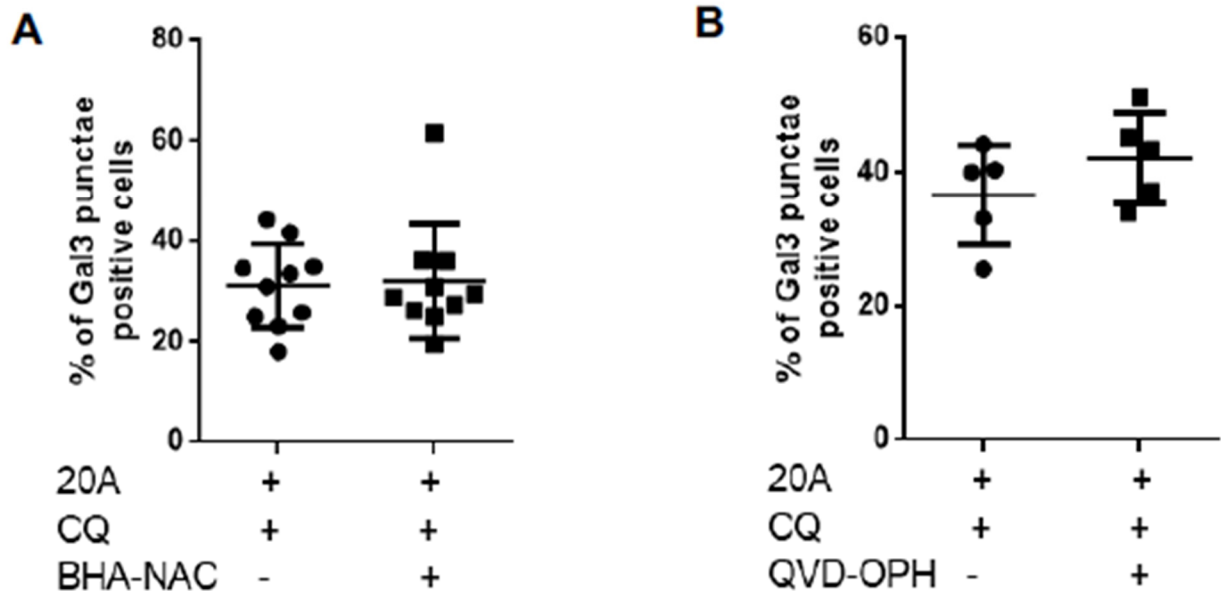 A
% of Gal3 punctae
positive cells
80
60
40
20
0
20A + +
CQ + +
BHA-NAC - +
B
% of Gal3 punctae
positive cells
60
40
20
0
20A + +
CQ + +
QVD-OPH - +